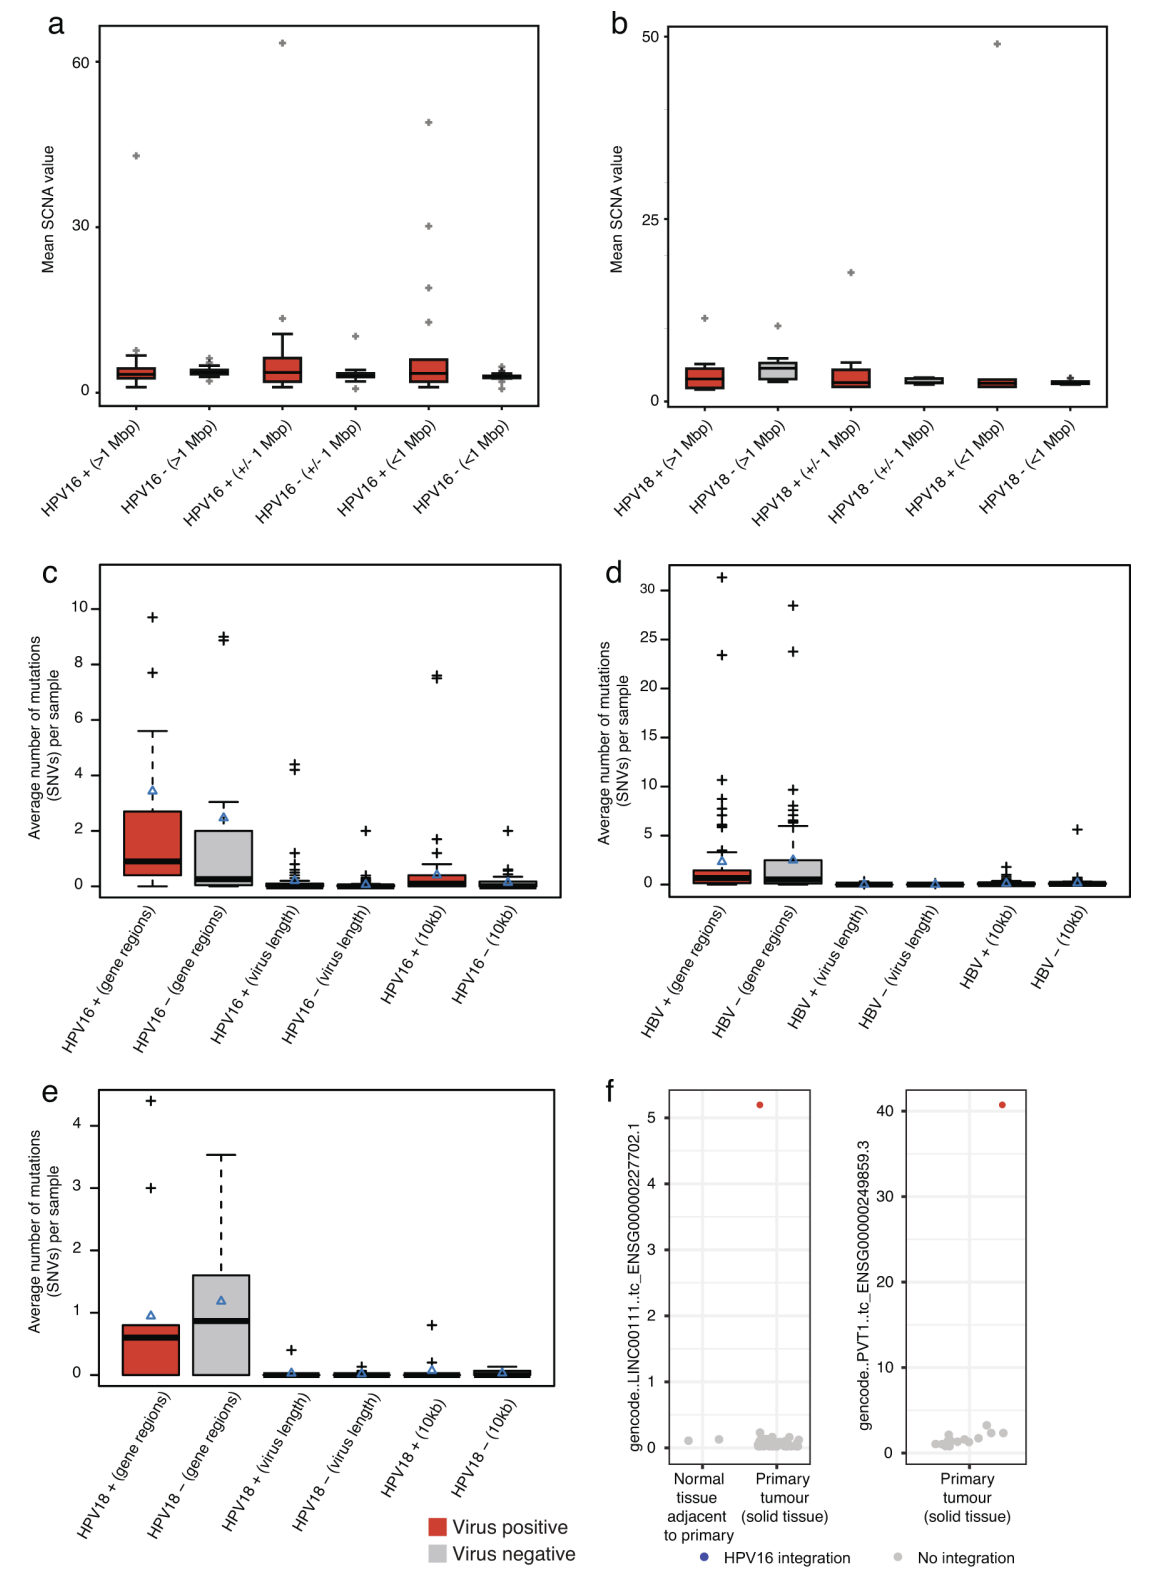 a
60
30
0
Mean SCNA value
HPV16 + (>1 Mbp)
HPV16 - (>1 Mbp)
HPV16 + (+/- 1 Mbp)
HPV16 - (+/- 1 Mbp)
HPV16 + (<1 Mbp)
HPV16 - (<1 Mbp)
b
50
25
0
Mean SCNA value
HPV18 + (>1 Mbp)
HPV18 - (>1 Mbp)
HPV18 + (+/- 1 Mbp)
HPV18 - (+/- 1 Mbp)
HPV18 + (<1 Mbp)
HPV18 - (<1 Mbp)
c
10
8
6
4
2
0
Average number of mutations
(SNVs) per sample
HPV16 + (gene regions)
HPV16 – (gene regions)
HPV16 + (virus length)
HPV16 – (virus length)
HPV16 + (10kb)
HPV16 – (10kb)
d
30
25
20
15
10
5
0
Average number of mutations
(SNVs) per sample
HBV + (gene regions)
HBV – (gene regions)
HBV + (virus length)
HBV – (virus length)
HBV + (10kb)
HBV – (10kb)
e
4
3
2
1
0
Average number of mutations
(SNVs) per sample
HPV18 + (gene regions)
HPV18 – (gene regions)
HPV18 + (virus length)
HPV18 – (virus length)
HPV18 + (10kb)
HPV18 – (10kb)
Virus positive
Virus negative
f
5
4
3
2
1
0
gencode..LINC00111..tc_ENSG00000227702.1
Normal
tissue
adjacent
to primary
Primary
tumour
(solid tissue)
40
30
20
10
0
gencode..PVT1..tc_ENSG00000249859.3
Primary
tumour
(solid tissue)
HPV16 integration
No integration